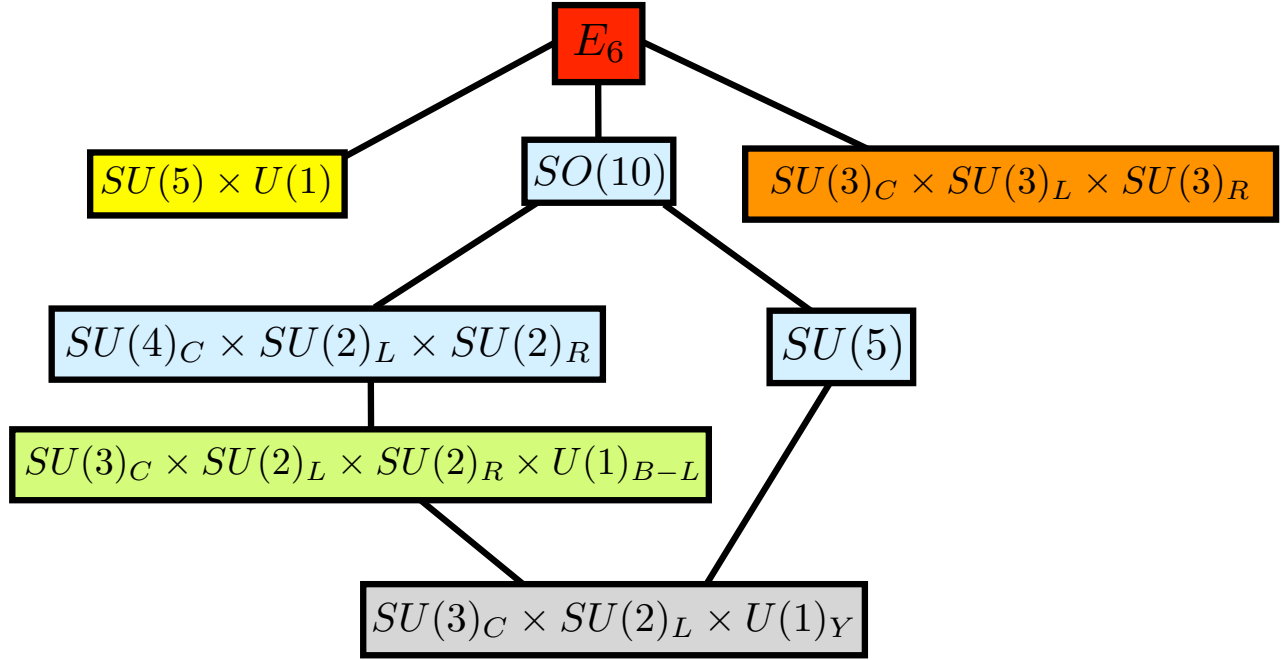 E₆
SU(5) × U(1)
SO(10)
SU(3)_C × SU(3)_L × SU(3)_R
SU(4)_C × SU(2)_L × SU(2)_R
SU(5)
SU(3)_C × SU(2)_L × SU(2)_R × U(1)_{B−L}
SU(3)_C × SU(2)_L × U(1)_Y